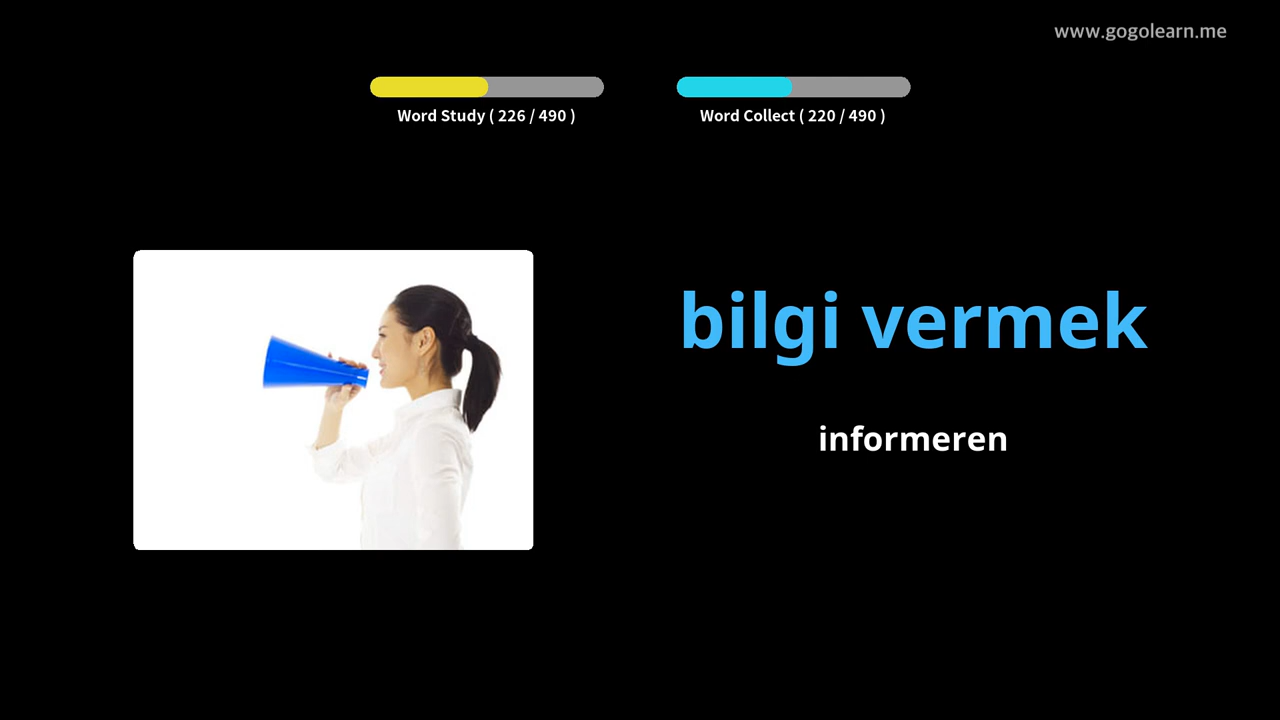 www.gogolearn.me
Word Study ( 226 / 490 )
Word Collect ( 220 / 490 )
bilgi vermek
informeren